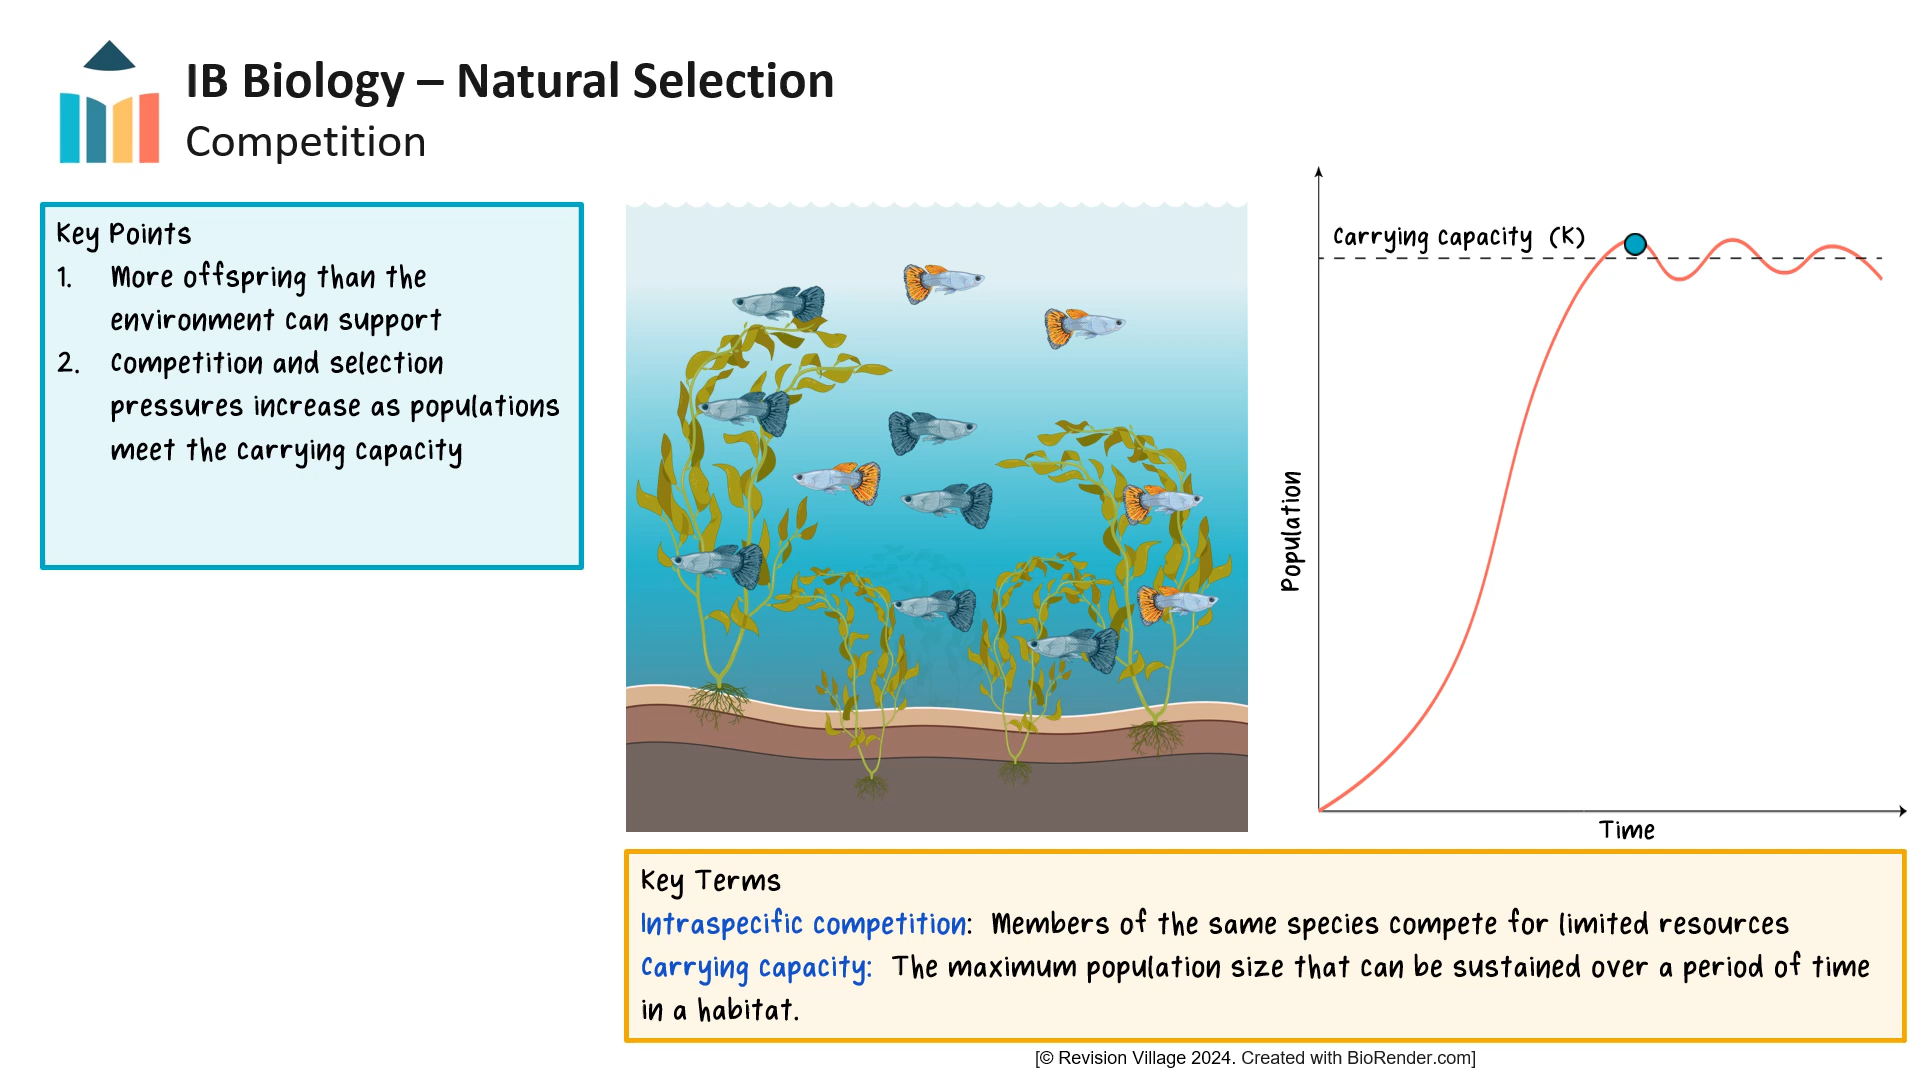 IB Biology – Natural Selection
Competition
Key Points
1. More offspring than the
environment can support
2. Competition and selection
pressures increase as populations
meet the carrying capacity
Carrying capacity (K)
Population
Time
Key Terms
Intraspecific competition: Members of the same species compete for limited resources
Carrying capacity: The maximum population size that can be sustained over a period of time
in a habitat.
[© Revision Village 2024. Created with BioRender.com]